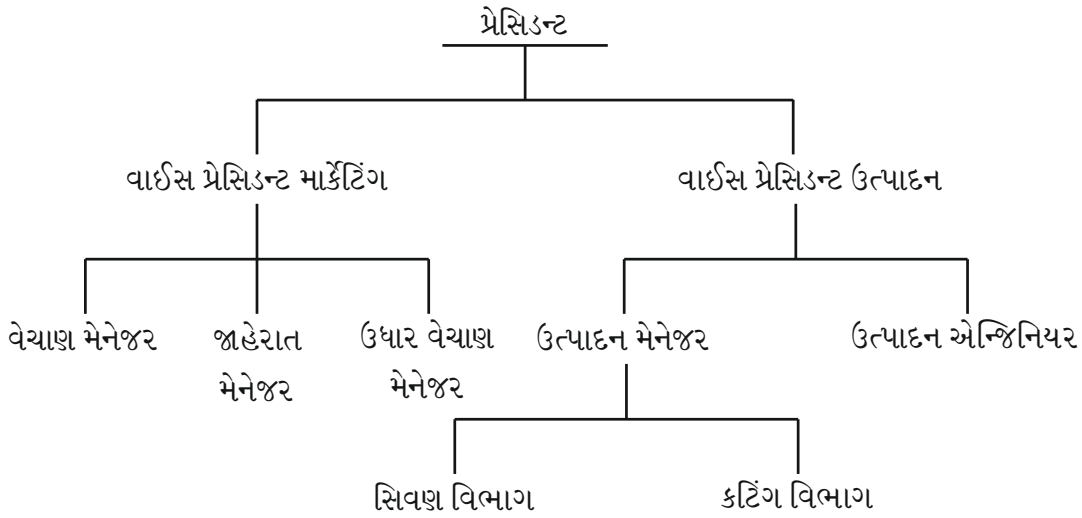 પ્રેસિડન્ટ
વાઈસ પ્રેસિડન્ટ માર્કેટિંગ
વાઈસ પ્રેસિડન્ટ ઉત્પાદન
વેચાણ મેનેજર
જાહેરાત
મેનેજર
ઉધાર વેચાણ
મેનેજર
ઉત્પાદન મેનેજર
ઉત્પાદન એન્જિનિયર
સિવણ વિભાગ
કટિંગ વિભાગ